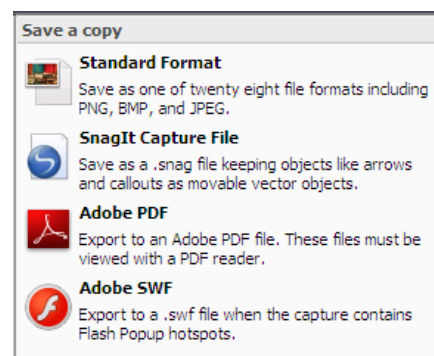 Save a copy
Standard Format
Save as one of twenty eight file formats including
PNG, BMP, and JPEG.
SnagIt Capture File
Save as a .snag file keeping objects like arrows
and callouts as movable vector objects.
Adobe PDF
Export to an Adobe PDF file. These files must be
viewed with a PDF reader.
Adobe SWF
Export to a .swf file when the capture contains
Flash Popup hotspots.